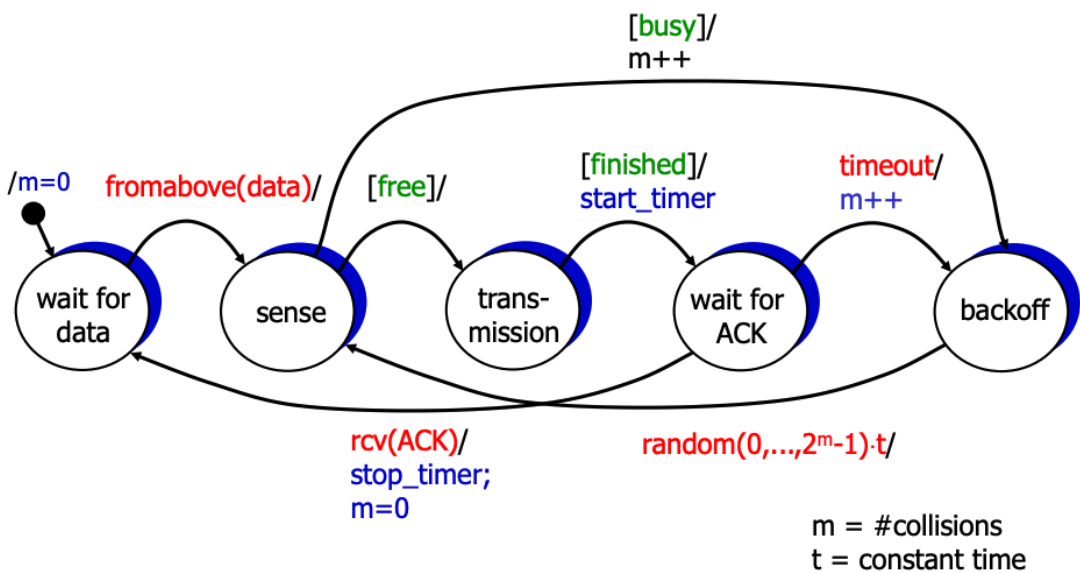 [busy]/
m++
/m=0
fromabove(data)/
[free]/
[finished]/
start_timer
timeout/
m++
wait for
data
sense
trans-
mission
wait for
ACK
backoff
rcv(ACK)/
stop_timer;
m=0
random(0,...,2ᵐ-1)·t/
m = #collisions
t = constant time